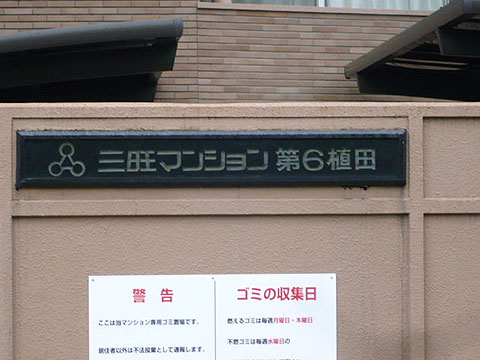 三旺マンション 第6植田
警告
ここは当マンション専用ゴミ置場です。
居住者以外は不法投棄として通報します。
ゴミの収集日
燃えるゴミは毎週月曜日・木曜日
不燃ゴミは毎週水曜日の